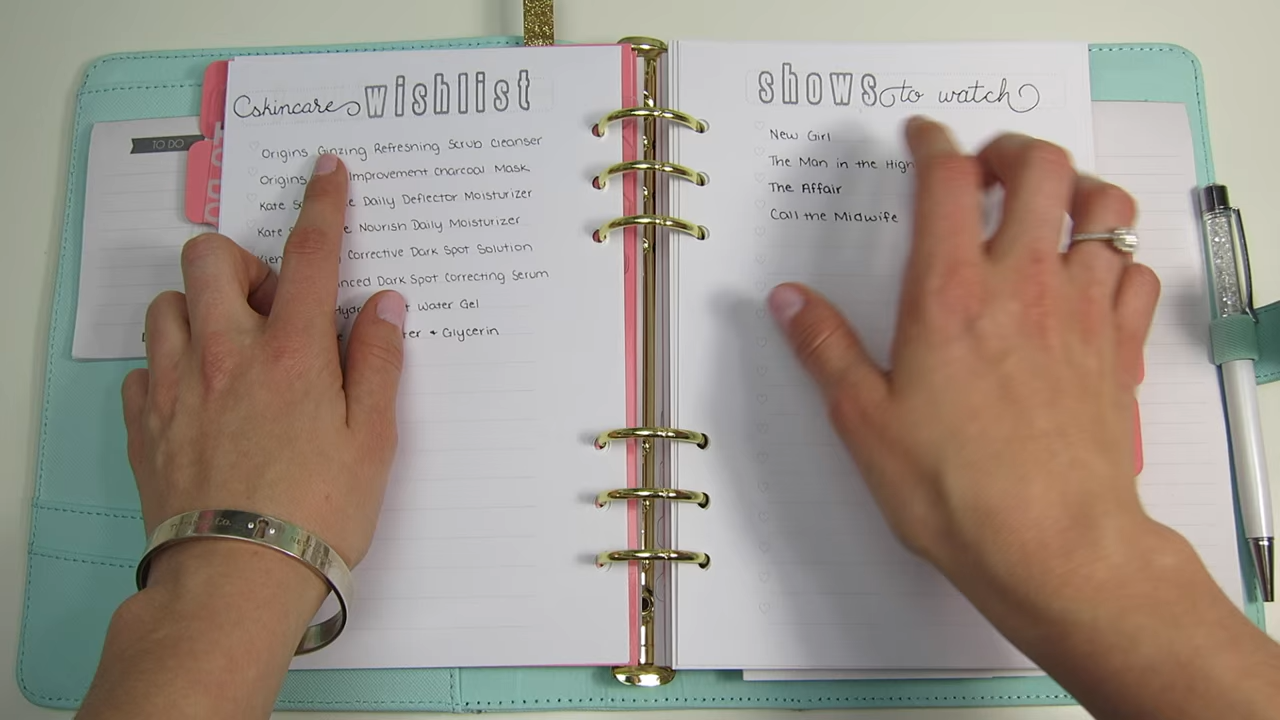 TO DO
skincare wishlist
Origins Ginzing Refreshing Scrub Cleanser
Origins Improvement Charcoal Mask
Kate Daily Deflector Moisturizer
Kate Nourish Daily Moisturizer
Corrective Dark Spot Solution
Dark Spot Correcting Serum
Water Gel
+ Glycerin
shows to watch
New Girl
The Man in the High
The Affair
Call the Midwife